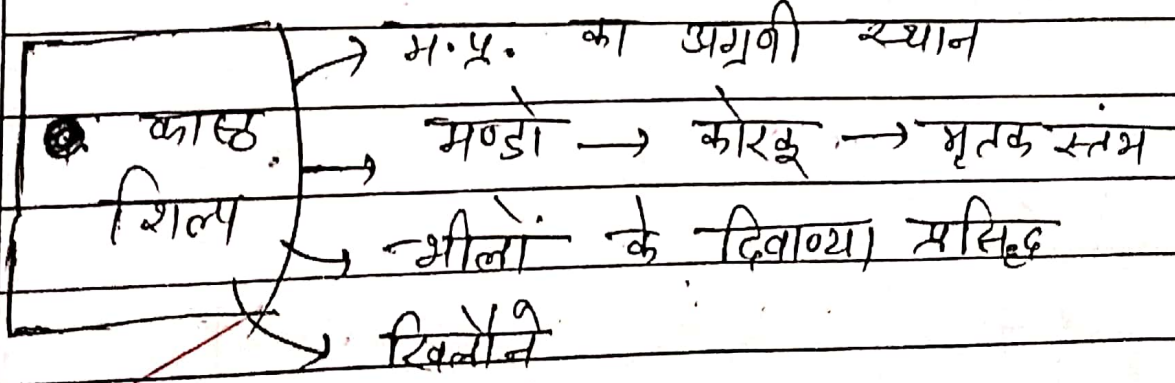 → म.प्र. का अग्रणी स्थान
काष्ठ → मण्डो → कोरकू → मृतक स्तंभ
शिल्प → भीलों के दिवाण्या प्रसिद्ध
→ खिलौने